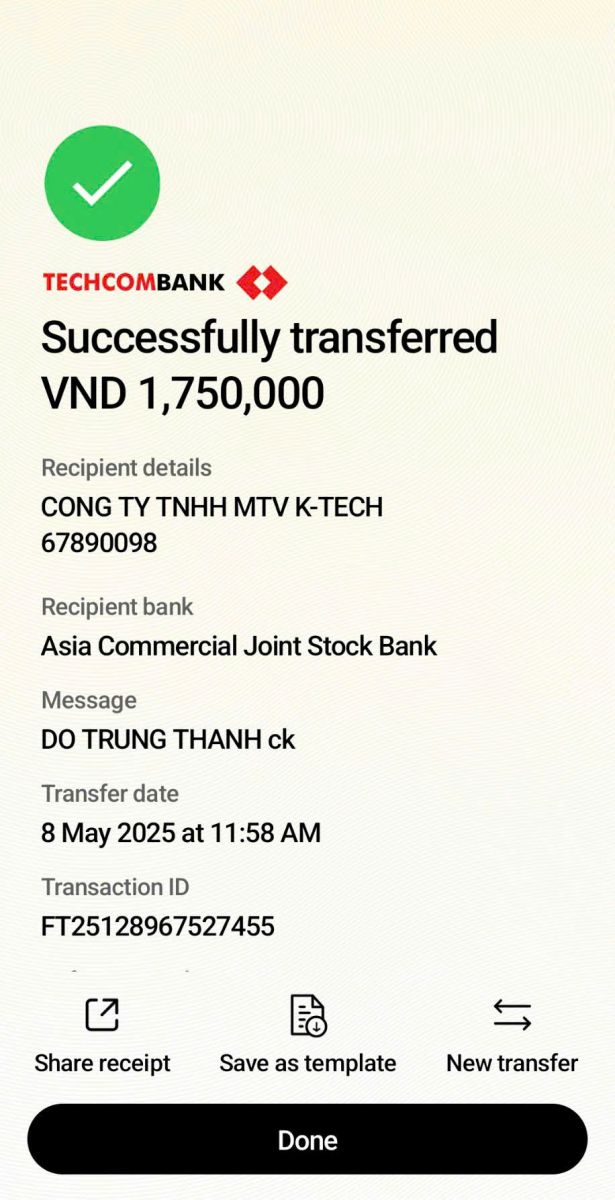 TECHCOMBANK
Successfully transferred
VND 1,750,000
Recipient details
CONG TY TNHH MTV K-TECH
67890098
Recipient bank
Asia Commercial Joint Stock Bank
Message
DO TRUNG THANH ck
Transfer date
8 May 2025 at 11:58 AM
Transaction ID
FT25128967527455
Share receipt
Save as template
New transfer
Done